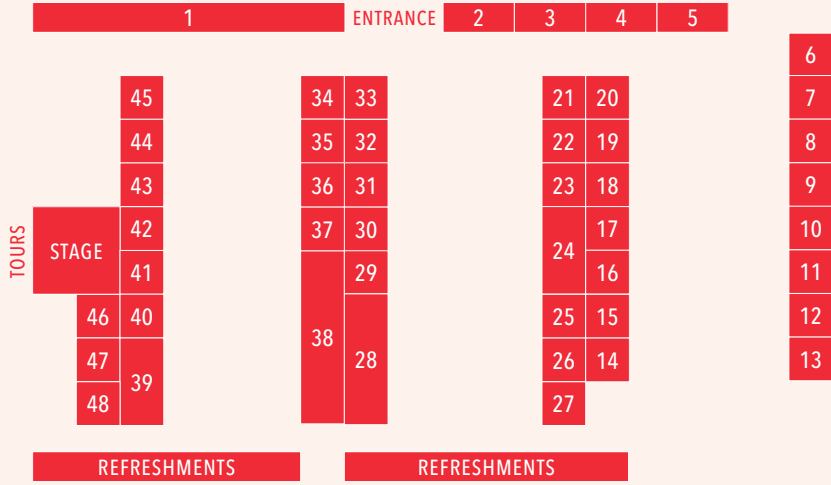 1 ENTRANCE 2 3 4 5
6
45 34 33 21 20 7
44 35 32 22 19 8
43 36 31 23 18 9
42 37 30 17 10
TOURS
STAGE
24
41 29 16 11
46 40 25 15 12
38
47 28 26 14 13
39
48 27
REFRESHMENTS REFRESHMENTS